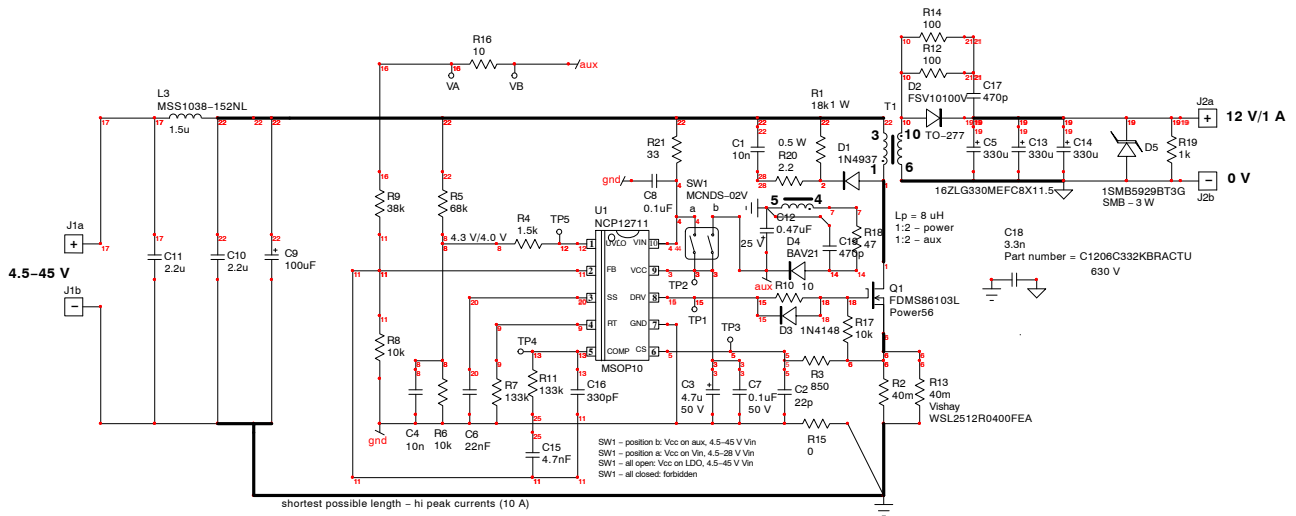 R14
100
R12
100
R16
10
aux
VA
VB
L3
MSS1038-152NL
1.5u
R1
18k1 W
T1
D2
FSV10100V
TO-277
C17
470p
J2a
12 V/1 A
C5
330u
C13
330u
C14
330u
D5
R19
1k
R21
33
C1
10n
0.5 W
R20
2.2
D1
1N4937
3
1
10
6
16ZLG330MEFC8X11.5
1SMB5929BT3G
SMB - 3 W
0 V
J2b
gnd
C8
0.1uF
SW1
MCNDS-02V
a b
5 4
R9
38k
R5
68k
R4
1.5k
TP5
4.3 V/4.0 V
U1
NCP12711
C12
0.47uF
25 V
C19
470p
R18
47
D4
BAV21
Lp = 8 uH
1:2 - power
1:2 - aux
C18
3.3n
Part number = C1206C332KBRACTU
630 V
J1a
4.5-45 V
J1b
C11
2.2u
C10
2.2u
C9
100uF
1 UVLO VIN 10
2 FB VCC 9
3 SS DRV 8
4 RT GND 7
5 COMP CS 6
MSOP10
TP2
TP1
TP3
TP4
aux
R10
10
D3
1N4148
Q1
FDMS86103L
Power56
R17
10k
R8
10k
R7
133k
R11
133k
C16
330pF
C3
4.7u
50 V
C7
0.1uF
50 V
C2
22p
R3
850
R2
40m
R13
40m
Vishay
WSL2512R0400FEA
gnd
C4
10n
R6
10k
C6
22nF
C15
4.7nF
R15
0
SW1 - position b: Vcc on aux, 4.5-45 V Vin
SW1 - position a: Vcc on Vin, 4.5-28 V Vin
SW1 - all open: Vcc on LDO, 4.5-45 V Vin
SW1 - all closed: forbidden
shortest possible length - hi peak currents (10 A)